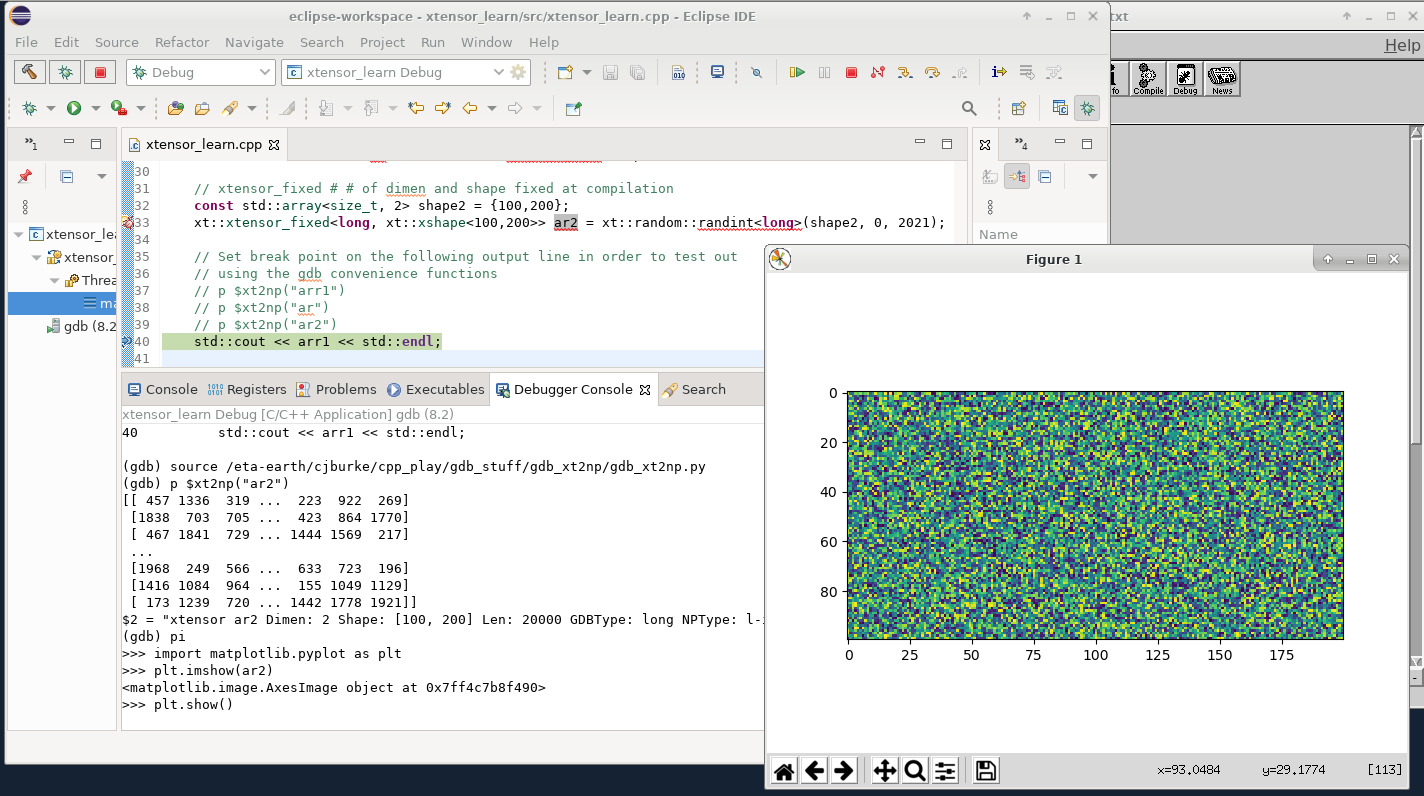 eclipse-workspace - xtensor_learn/src/xtensor_learn.cpp - Eclipse IDE
txt
File Edit Source Refactor Navigate Search Project Run Window Help
Help
Debug
xtensor_learn Debug
Compile Debug News
xtensor_learn.cpp
30
31 // xtensor_fixed # # of dimen and shape fixed at compilation
32 const std::array<size_t, 2> shape2 = {100,200};
33 xt::xtensor_fixed<long, xt::xshape<100,200>> ar2 = xt::random::randint<long>(shape2, 0, 2021);
34
35 // Set break point on the following output line in order to test out
36 // using the gdb convenience functions
37 // p $xt2np("arr1")
38 // p $xt2np("ar")
39 // p $xt2np("ar2")
40 std::cout << arr1 << std::endl;
41
xtensor_lea
xtensor_
Threa
ma
gdb (8.2
Name
Console Registers Problems Executables Debugger Console Search
xtensor_learn Debug [C/C++ Application] gdb (8.2)
40 std::cout << arr1 << std::endl;
(gdb) source /eta-earth/cjburke/cpp_play/gdb_stuff/gdb_xt2np/gdb_xt2np.py
(gdb) p $xt2np("ar2")
[[ 457 1336 319 ... 223 922 269]
[1838 703 705 ... 423 864 1770]
[ 467 1841 729 ... 1444 1569 217]
...
[1968 249 566 ... 633 723 196]
[1416 1084 964 ... 155 1049 1129]
[ 173 1239 720 ... 1442 1778 1921]]
$2 = "xtensor ar2 Dimen: 2 Shape: [100, 200] Len: 20000 GDBType: long NPType: l-
(gdb) pi
>>> import matplotlib.pyplot as plt
>>> plt.imshow(ar2)
<matplotlib.image.AxesImage object at 0x7ff4c7b8f490>
>>> plt.show()
Figure 1
0
20
40
60
80
0 25 50 75 100 125 150 175
x=93.0484 y=29.1774 [113]